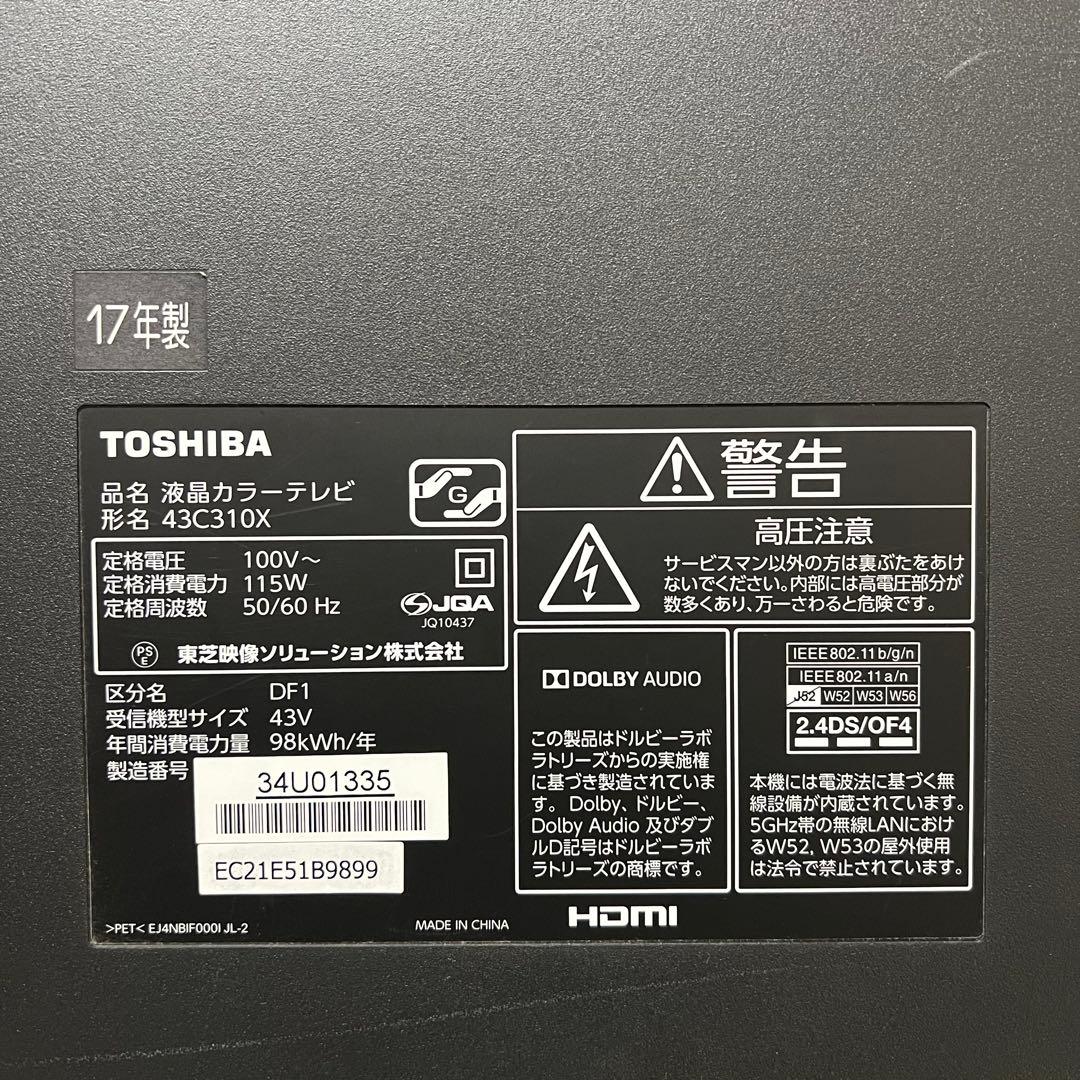 17年製
TOSHIBA
品名 液晶カラーテレビ
形名 43C310X
G
定格電圧 100V～
定格消費電力 115W
定格周波数 50/60 Hz
JQA
JQ10437
PS
E
東芝映像ソリューション株式会社
区分名 DF1
受信機型サイズ 43V
年間消費電力量 98kWh/年
製造番号
34U01335
EC21E51B9899
>PET< EJ4NBIF000I JL-2
MADE IN CHINA
警告
高圧注意
サービスマン以外の方は裏ぶたをあけ
ないでください。内部には高電圧部分が
数多くあり、万一さわると危険です。
DOLBY AUDIO
この製品はドルビーラボ
ラトリーズからの実施権
に基づき製造されていま
す。Dolby、ドルビー、
Dolby Audio 及びダブ
ルD記号はドルビーラボ
ラトリーズの商標です。
IEEE802.11b/g/n
IEEE802.11a/n
J52 W52 W53 W56
2.4DS/OF4
本機には電波法に基づく無
線設備が内蔵されています。
5GHz帯の無線LANにおけ
るW52，W53の屋外使用
は法令で禁止されています。
HDMI